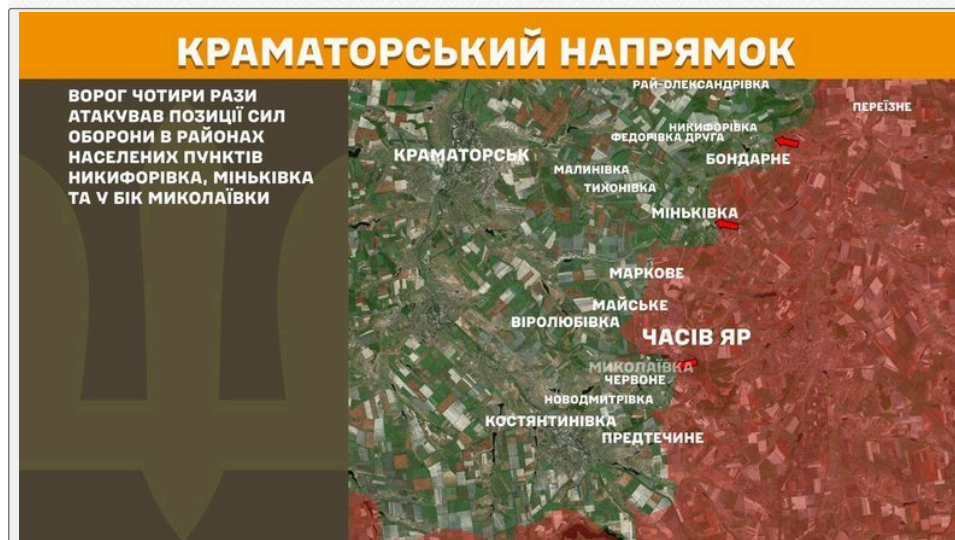 КРАМАТОРСЬКИЙ НАПРЯМОК
ВОРОГ ЧОТИРИ РАЗИ
АТАКУВАВ ПОЗИЦІЇ СИЛ
ОБОРОНИ В РАЙОНАХ
НАСЕЛЕНИХ ПУНКТІВ
НИКИФОРІВКА, МІНЬКІВКА
ТА У БІК МИКОЛАЇВКИ
РАЙ-ОЛЕКСАНДРІВКА
ПЕРЕЇЗНЕ
НИКИФОРІВКА
ФЕДОРІВКА ДРУГА
КРАМАТОРСЬК
БОНДАРНЕ
МАЛИНІВКА
ТИХОНІВКА
МІНЬКІВКА
МАРКОВЕ
МАЙСЬКЕ
ВІРОЛЮБІВКА
ЧАСІВ ЯР
МИКОЛАЇВКА
ЧЕРВОНЕ
НОВОДМИТРІВКА
КОСТЯНТИНІВКА
ПРЕДТЕЧИНЕ